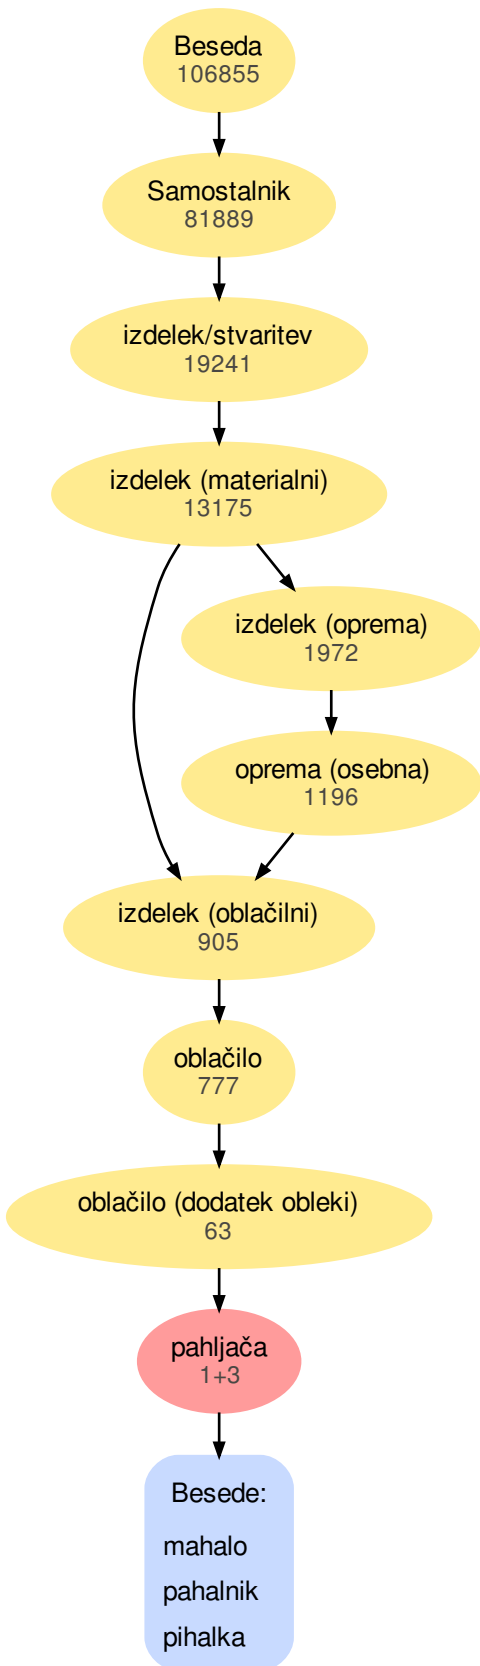 Beseda
106855
Samostalnik
81889
izdelek/stvaritev
19241
izdelek (materialni)
13175
izdelek (oprema)
1972
oprema (osebna)
1196
izdelek (oblačilni)
905
oblačilo
777
oblačilo (dodatek obleki)
63
pahljača
1+3
Besede:
mahalo
pahalnik
pihalka